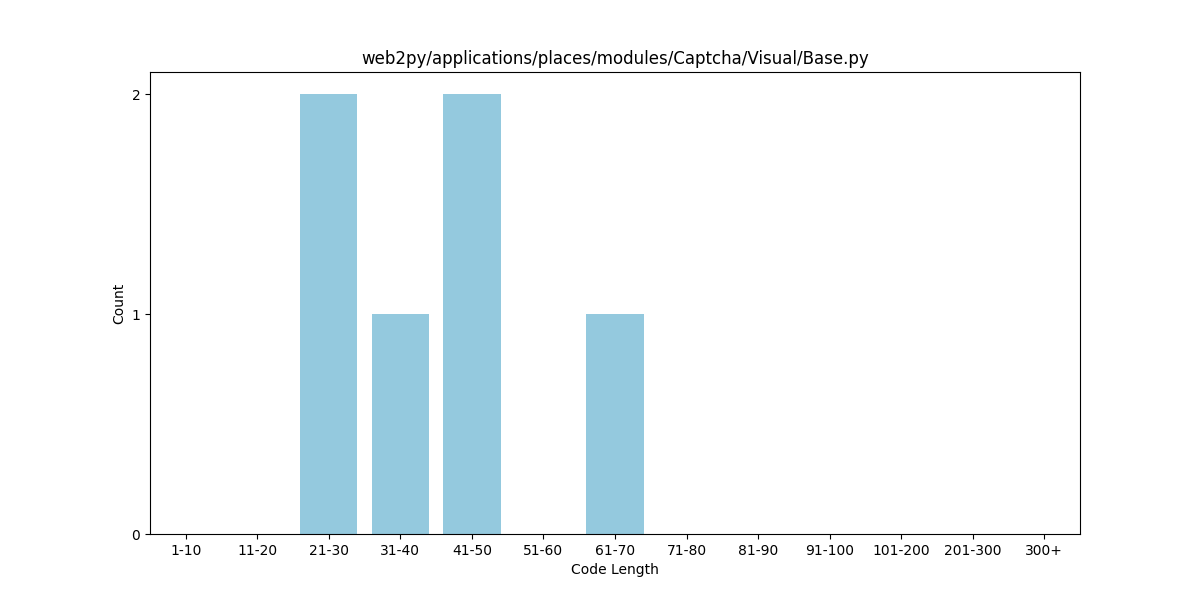 web2py/applications/places/modules/Captcha/Visual/Base.py
2
1
0
Count
1-10 11-20 21-30 31-40 41-50 51-60 61-70 71-80 81-90 91-100 101-200 201-300 300+
Code Length